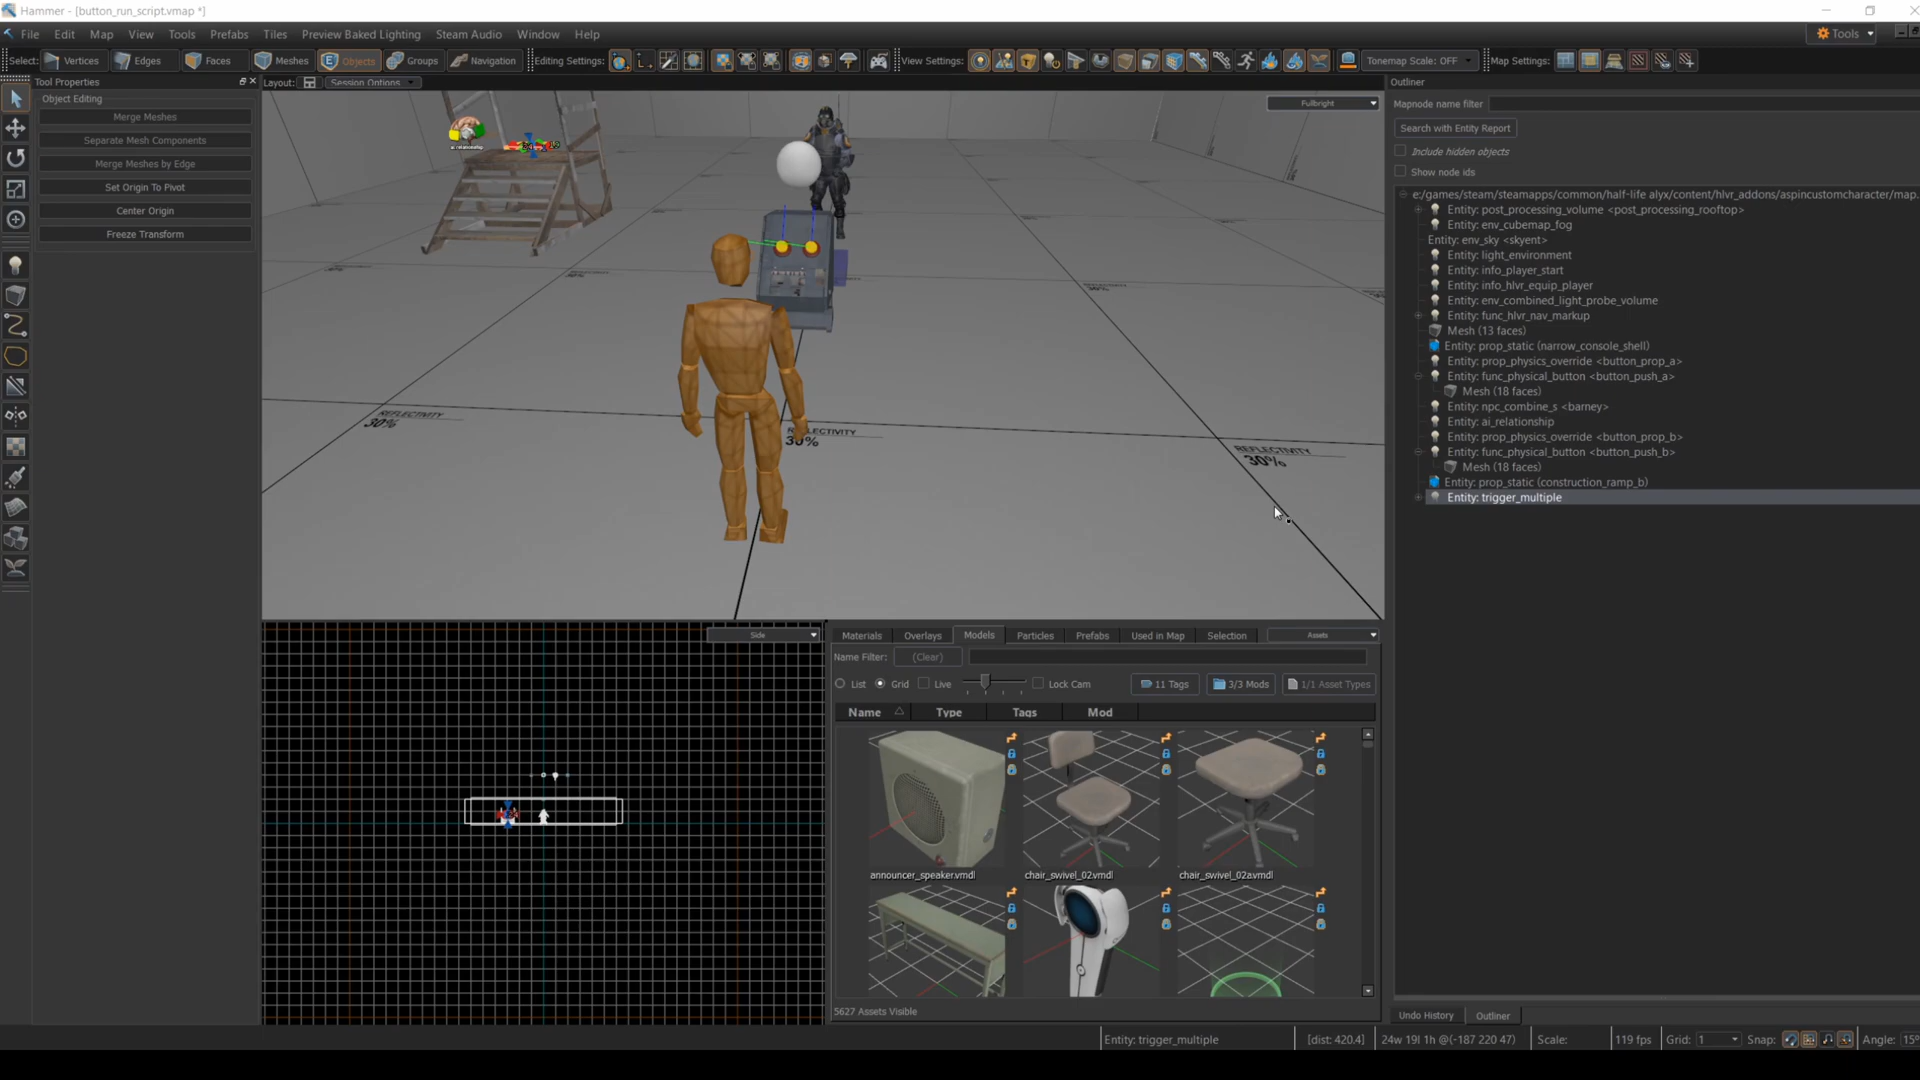 Hammer - [button_run_script.vmap *]
File Edit Map View Tools Tiles Prefabs Preview Baked Lighting Steam Audio Window Help
Tools
Select: Vertices Edges Faces Meshes Objects Groups Navigation Editing Settings: View Settings: Tonemap Scale: OFF Map Settings:
Tool Properties
Layout: Session Options
Outliner
Object Editing
Merge Meshes
Separate Mesh Components
Merge Meshes by Edge
Set Origin To Pivot
Center Origin
Freeze Transform
Fullbright
ai_relationship
REFLECTIVITY
30%
REFLECTIVITY
30%
Mapnode name filter
Search with Entity Report
Include hidden objects
Show node ids
e:/games/steam/steamapps/common/half-life alyx/content/hlvr_addons/aspincustomcharacter/map.
Entity: post_processing_volume <post_processing_rooftop>
Entity: env_cubemap_fog
Entity: env_sky <skyent>
Entity: light_environment
Entity: info_player_start
Entity: info_hlvr_equip_player
Entity: env_combined_light_probe_volume
Entity: func_hlvr_nav_markup
Mesh (13 faces)
Entity: prop_static (narrow_console_shell)
Entity: prop_physics_override <button_prop_a>
Entity: func_physical_button <button_push_a>
Mesh (18 faces)
Entity: npc_combine_s <barney>
Entity: ai_relationship
Entity: prop_physics_override <button_prop_b>
Entity: func_physical_button <button_push_b>
Mesh (18 faces)
Entity: prop_static (construction_ramp_b)
Entity: trigger_multiple
Side
Materials Overlays Models Particles Prefabs Used in Map Selection Assets
Name Filter: (Clear)
List Grid Live Lock Cam 11 Tags 3/3 Mods 1/1 Asset Types
Name Type Tags Mod
announcer_speaker.vmdl chair_swivel_02.vmdl chair_swivel_02a.vmdl
5627 Assets Visible
Undo History Outliner
Entity: trigger_multiple [dist: 420.4] 24w 19l 1h @(-187 220 47) Scale: 119 fps Grid: 1 Snap: Angle: 15°